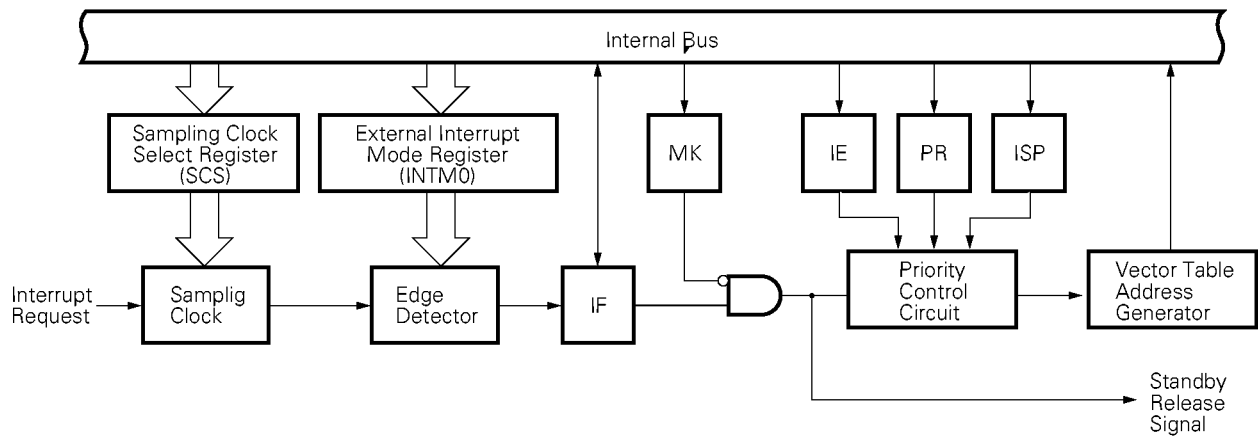 Internal Bus
Sampling Clock
Select Register
(SCS)
External Interrupt
Mode Register
(INTM0)
MK
IE
PR
ISP
Interrupt
Request
Samplig
Clock
Edge
Detector
IF
Priority
Control
Circuit
Vector Table
Address
Generator
Standby
Release
Signal